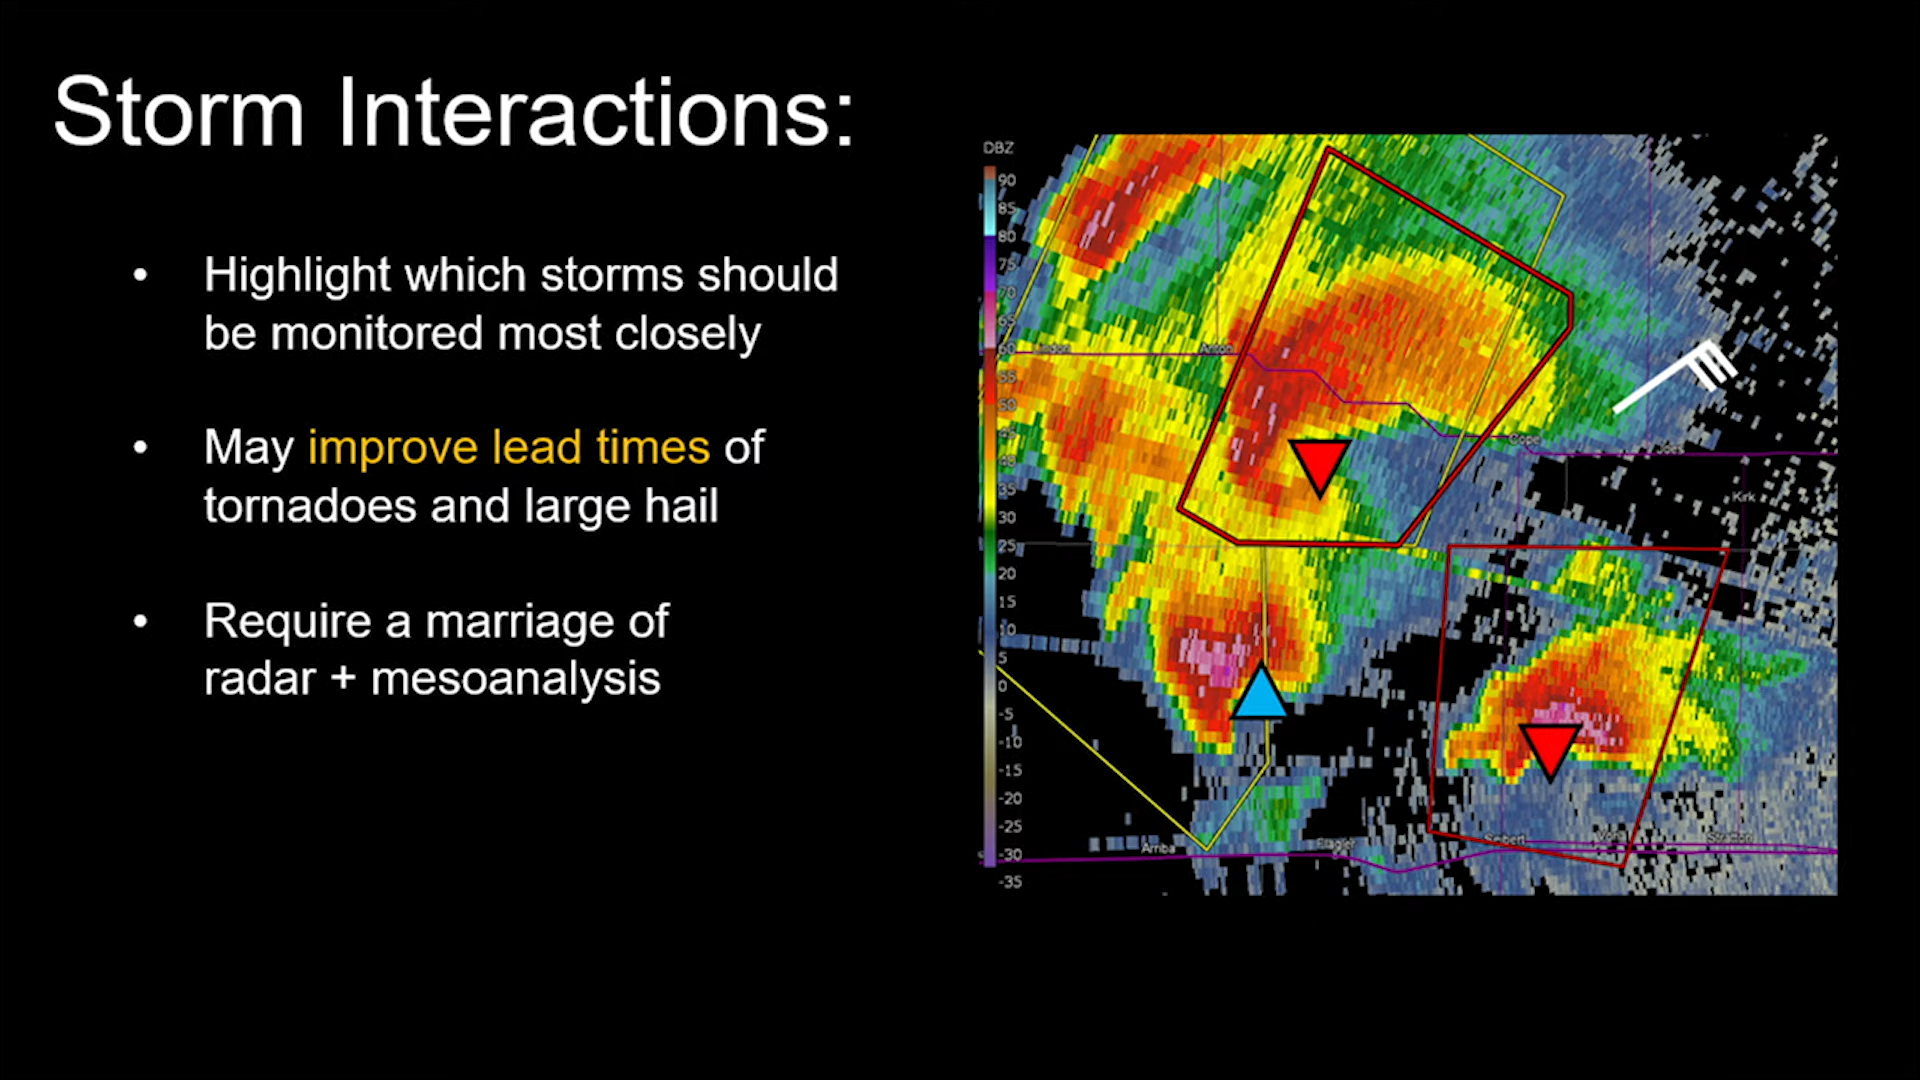 Storm Interactions:
• Highlight which storms should
be monitored most closely
• May improve lead times of
tornadoes and large hail
• Require a marriage of
radar + mesoanalysis
DBZ
90
85
80
75
70
65
60
55
50
45
40
35
30
25
20
15
10
5
0
-5
-10
-15
-20
-25
-30
-35
Anton
Cope
Joes
Kirk
Arriba
Flagler
Seibert
Vona
Stratton